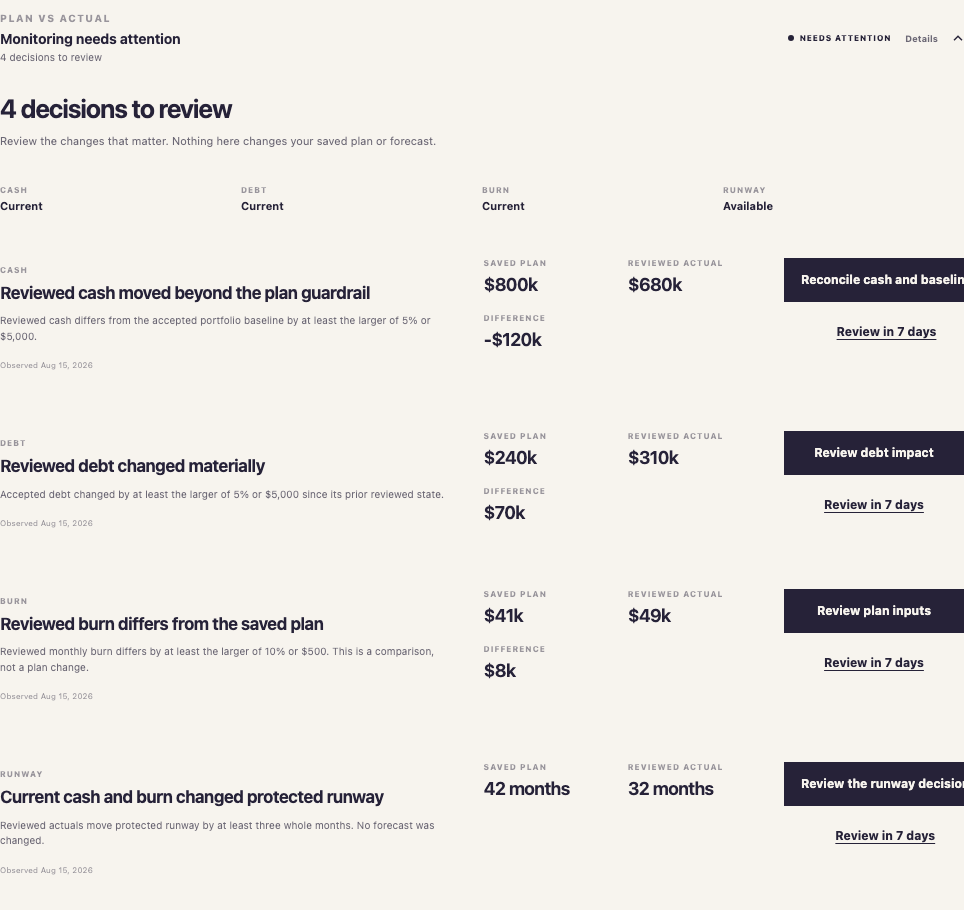 PLAN VS ACTUAL
Monitoring needs attention
4 decisions to review
NEEDS ATTENTION Details
4 decisions to review
Review the changes that matter. Nothing here changes your saved plan or forecast.
CASH
Current
DEBT
Current
BURN
Current
RUNWAY
Available
CASH
Reviewed cash moved beyond the plan guardrail
Reviewed cash differs from the accepted portfolio baseline by at least the larger of 5% or
$5,000.
Observed Aug 15, 2026
SAVED PLAN
$800k
REVIEWED ACTUAL
$680k
DIFFERENCE
-$120k
Reconcile cash and baselin
Review in 7 days
DEBT
Reviewed debt changed materially
Accepted debt changed by at least the larger of 5% or $5,000 since its prior reviewed state.
Observed Aug 15, 2026
SAVED PLAN
$240k
REVIEWED ACTUAL
$310k
DIFFERENCE
$70k
Review debt impact
Review in 7 days
BURN
Reviewed burn differs from the saved plan
Reviewed monthly burn differs by at least the larger of 10% or $500. This is a comparison,
not a plan change.
Observed Aug 15, 2026
SAVED PLAN
$41k
REVIEWED ACTUAL
$49k
DIFFERENCE
$8k
Review plan inputs
Review in 7 days
RUNWAY
Current cash and burn changed protected runway
Reviewed actuals move protected runway by at least three whole months. No forecast was
changed.
Observed Aug 15, 2026
SAVED PLAN
42 months
REVIEWED ACTUAL
32 months
Review the runway decision
Review in 7 days